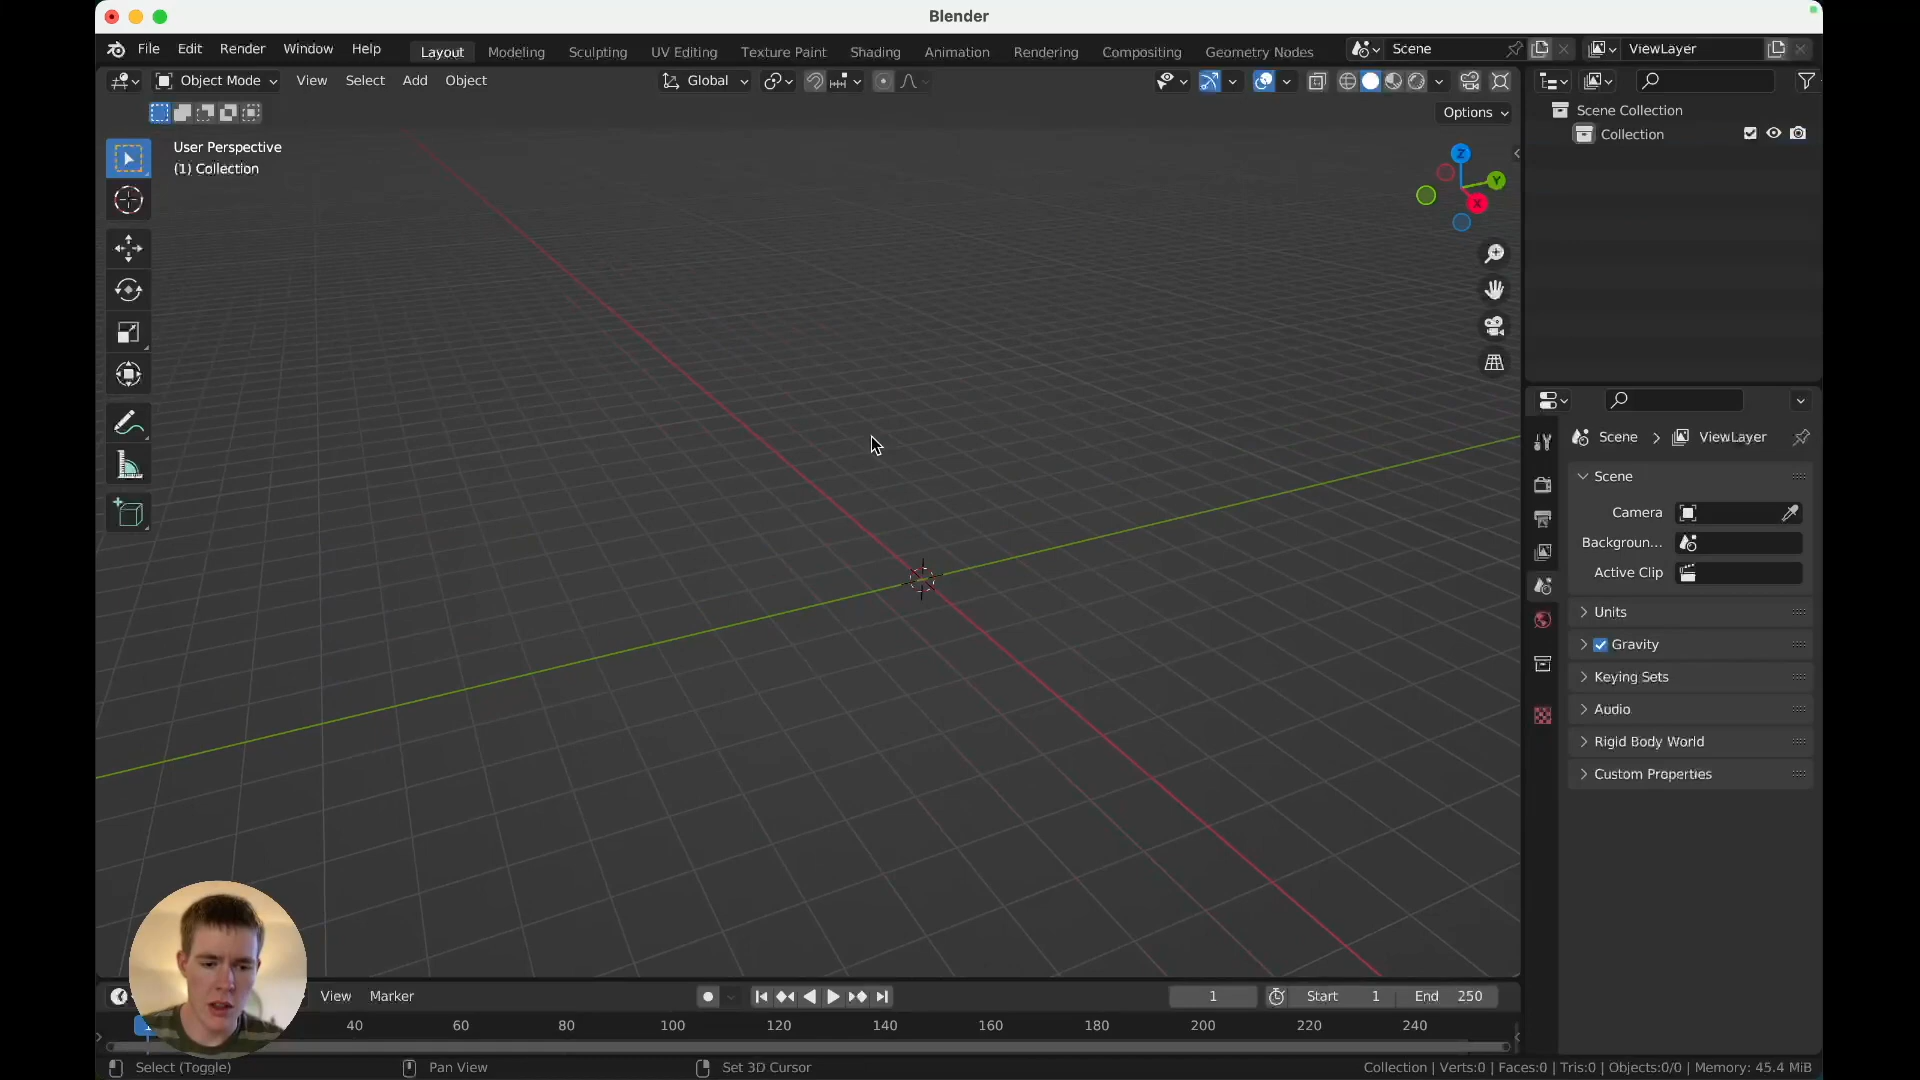 Blender
File Edit Render Window Help Layout Modeling Sculpting UV Editing Texture Paint Shading Animation Rendering Compositing Geometry Nodes Scene ViewLayer
Object Mode View Select Add Object Global
Options
User Perspective
(1) Collection
Z
Y
X
Scene Collection
Collection
Scene ViewLayer
Scene
Camera
Backgroun...
Active Clip
Units
Gravity
Keying Sets
Audio
Rigid Body World
Custom Properties
View Marker 1 Start 1 End 250
40 60 80 100 120 140 160 180 200 220 240
Select (Toggle) Pan View Set 3D Cursor Collection | Verts:0 | Faces:0 | Tris:0 | Objects:0/0 | Memory: 45.4 MiB